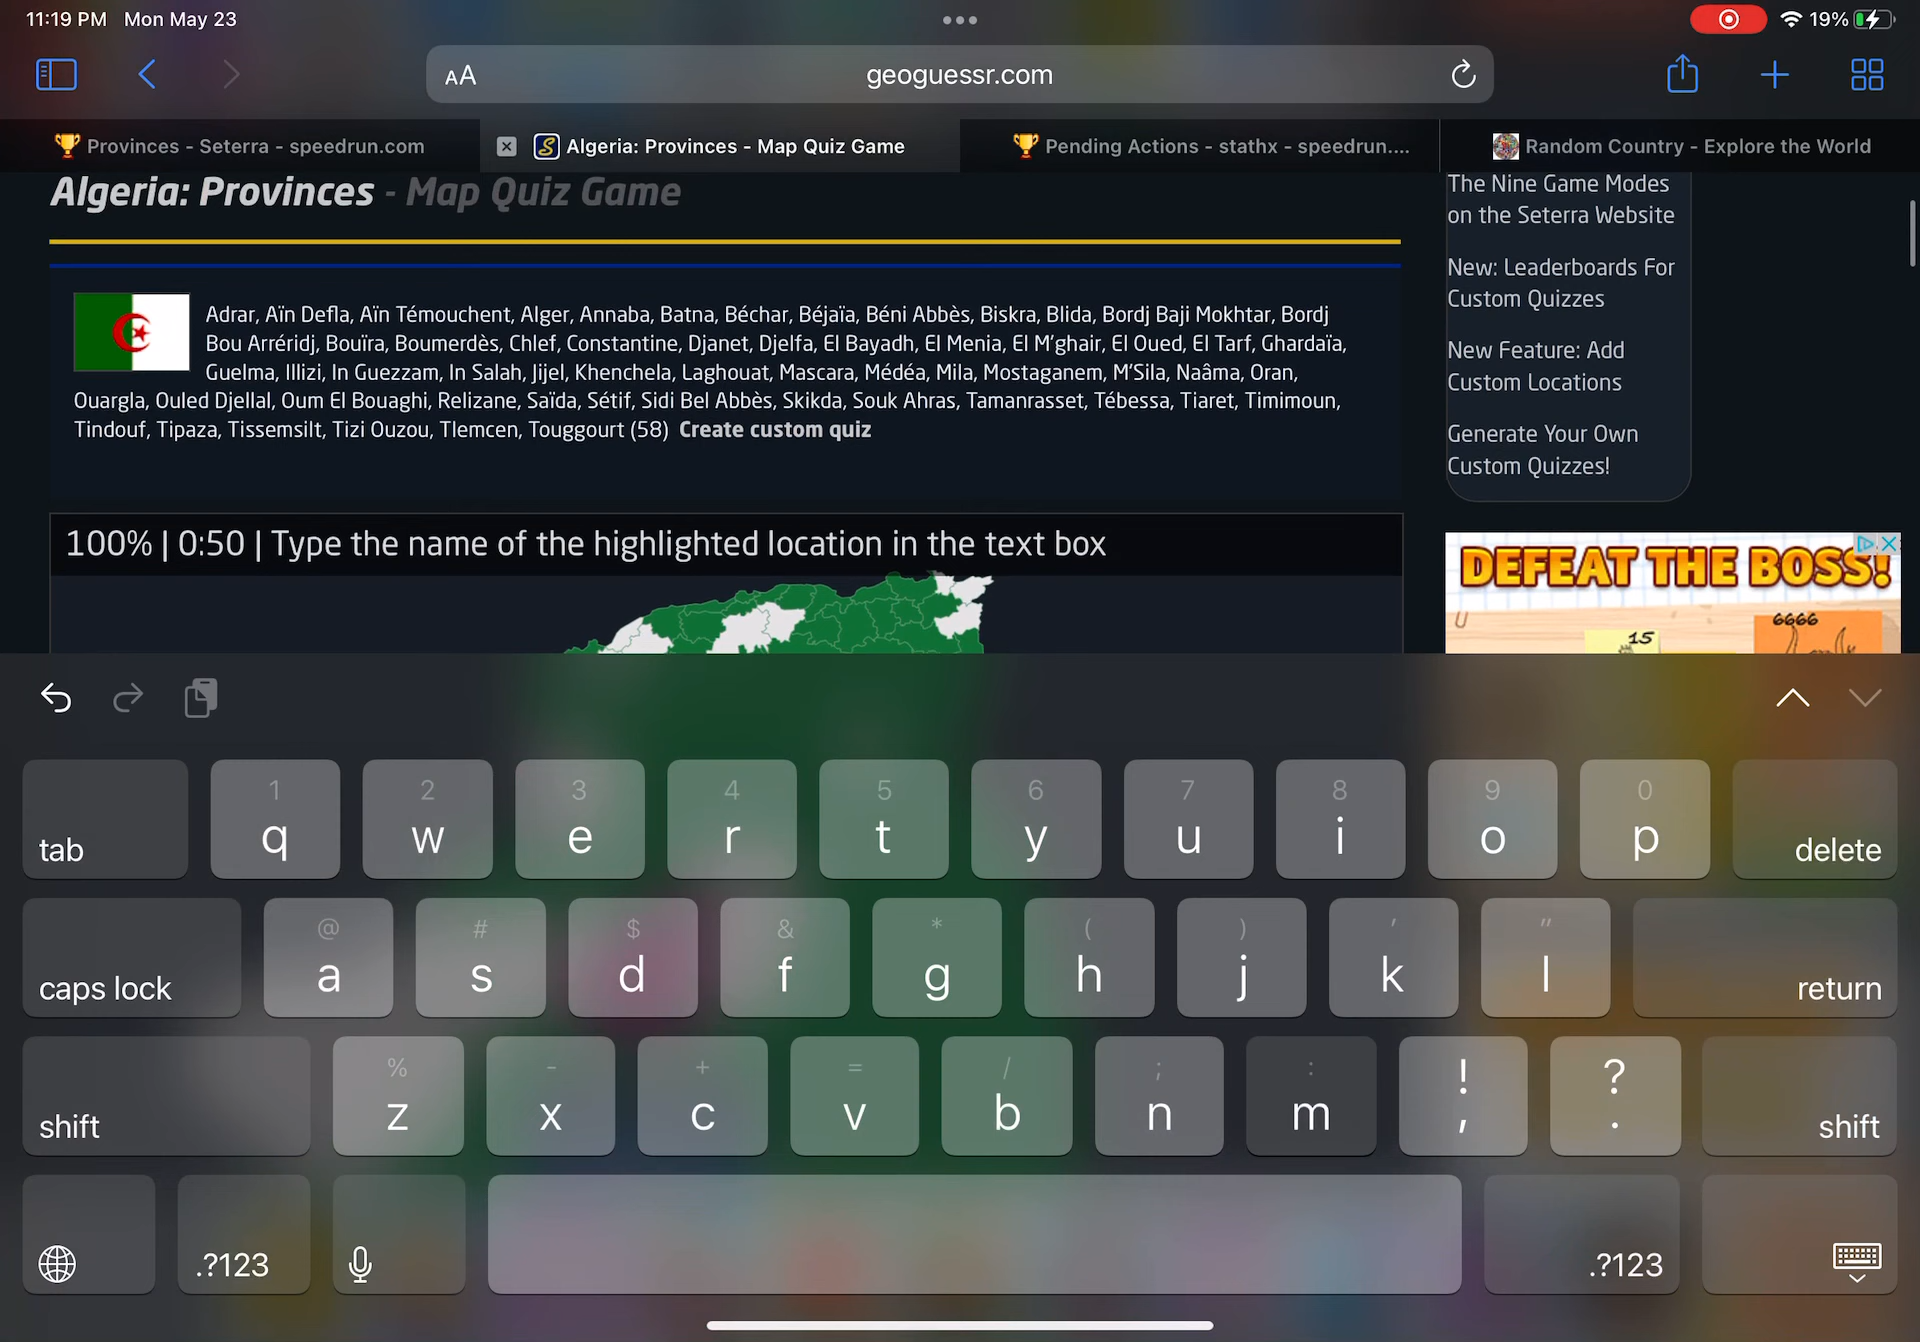 11:19 PM Mon May 23
19%
AA
geoguessr.com
Provinces - Seterra - speedrun.com
Algeria: Provinces - Map Quiz Game
Pending Actions - stathx - speedrun....
Random Country - Explore the World
Algeria: Provinces - Map Quiz Game
Adrar, Aïn Defla, Aïn Témouchent, Alger, Annaba, Batna, Béchar, Béjaïa, Béni Abbès, Biskra, Blida, Bordj Baji Mokhtar, Bordj
Bou Arréridj, Bouïra, Boumerdès, Chlef, Constantine, Djanet, Djelfa, El Bayadh, El Menia, El M'ghair, El Oued, El Tarf, Ghardaïa,
Guelma, Illizi, In Guezzam, In Salah, Jijel, Khenchela, Laghouat, Mascara, Médéa, Mila, Mostaganem, M'Sila, Naâma, Oran,
Ouargla, Ouled Djellal, Oum El Bouaghi, Relizane, Saïda, Sétif, Sidi Bel Abbès, Skikda, Souk Ahras, Tamanrasset, Tébessa, Tiaret, Timimoun,
Tindouf, Tipaza, Tissemsilt, Tizi Ouzou, Tlemcen, Touggourt (58) Create custom quiz
The Nine Game Modes
on the Seterra Website
New: Leaderboards For
Custom Quizzes
New Feature: Add
Custom Locations
Generate Your Own
Custom Quizzes!
100% | 0:50 | Type the name of the highlighted location in the text box
DEFEAT THE BOSS!
15
6666
1 2 3 4 5 6 7 8 9 0
tab q w e r t y u i o p delete
@ # $ & * ( ) ' "
caps lock a s d f g h j k l return
% - + = / ; : ! ?
shift z x c v b n m , . shift
.?123 .?123